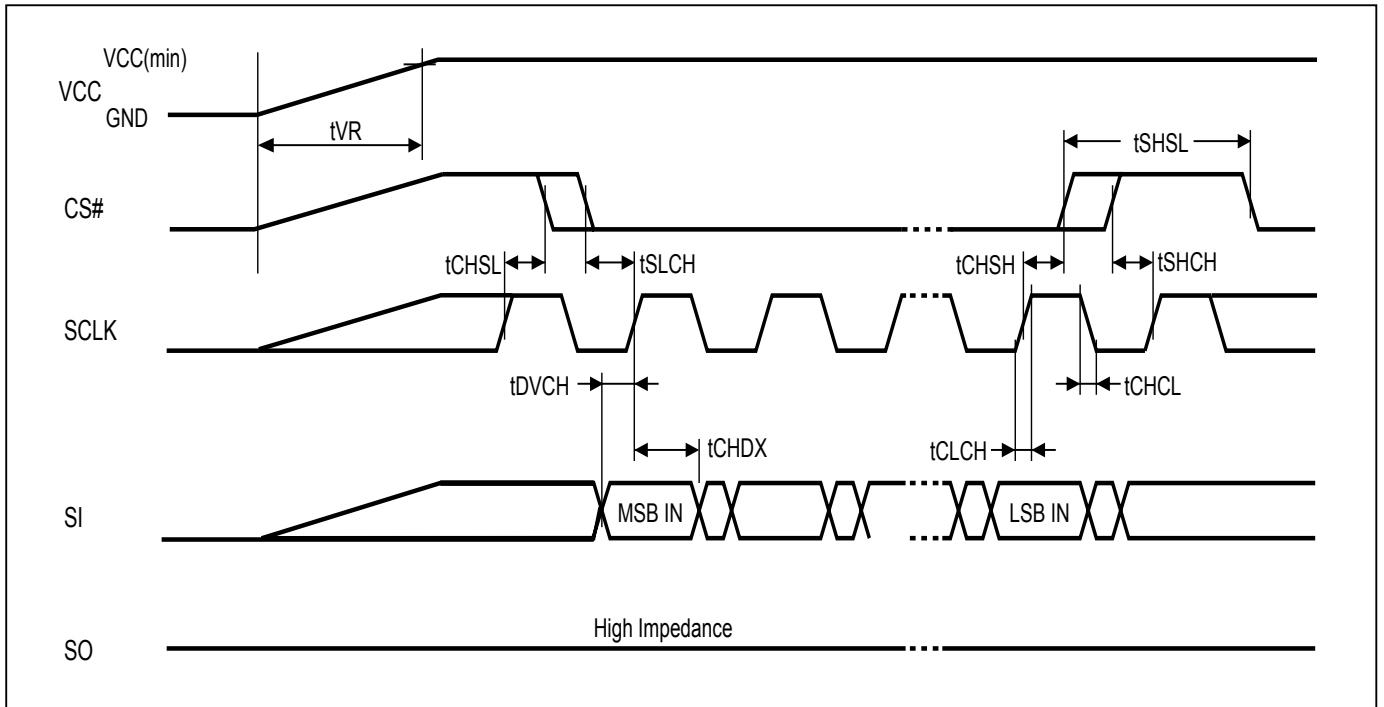 VCC(min)
VCC
GND
tVR
tSHSL
CS#
tCHSL
tSLCH
tCHSH
tSHCH
SCLK
tDVCH
tCHCL
tCHDX
tCLCH
SI
MSB IN
LSB IN
High Impedance
SO